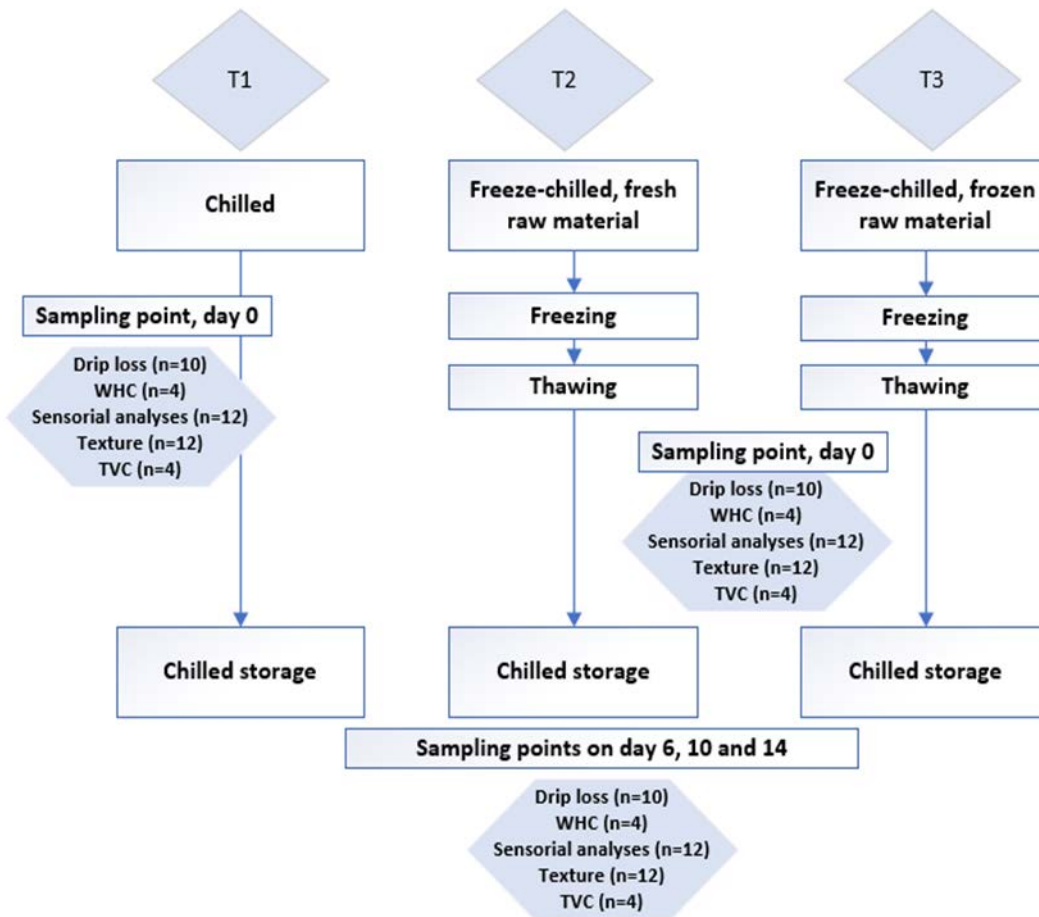 T1
T2
T3
Chilled
Freeze-chilled, fresh
raw material
Freeze-chilled, frozen
raw material
Sampling point, day 0
Freezing
Freezing
Drip loss (n=10)
WHC (n=4)
Sensorial analyses (n=12)
Texture (n=12)
TVC (n=4)
Thawing
Thawing
Sampling point, day 0
Drip loss (n=10)
WHC (n=4)
Sensorial analyses (n=12)
Texture (n=12)
TVC (n=4)
Chilled storage
Chilled storage
Chilled storage
Sampling points on day 6, 10 and 14
Drip loss (n=10)
WHC (n=4)
Sensorial analyses (n=12)
Texture (n=12)
TVC (n=4)